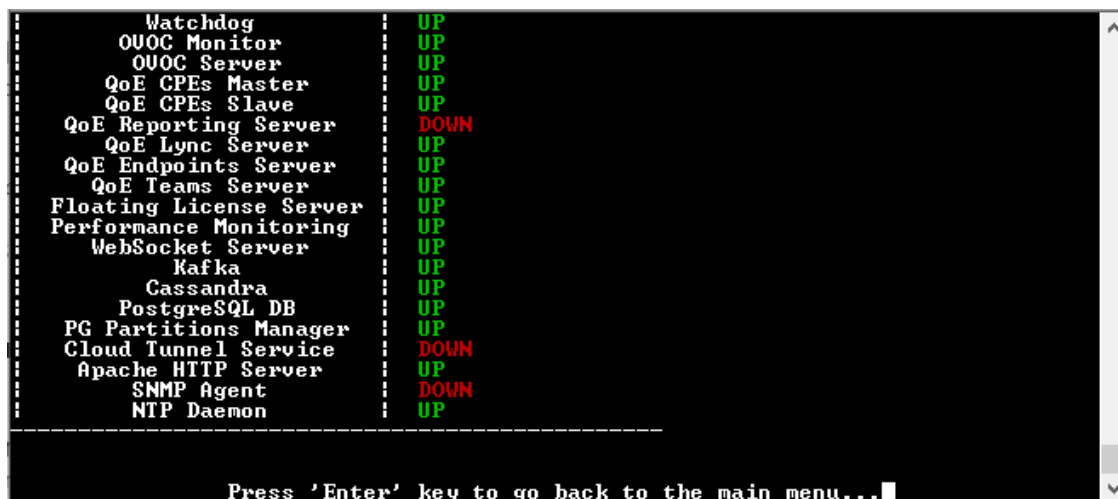 ¦ Watchdog ¦ UP
¦ OVOC Monitor ¦ UP
¦ OVOC Server ¦ UP
¦ QoE CPEs Master ¦ UP
¦ QoE CPEs Slave ¦ UP
¦ QoE Reporting Server ¦ DOWN
¦ QoE Lync Server ¦ UP
¦ QoE Endpoints Server ¦ UP
¦ QoE Teams Server ¦ UP
¦ Floating License Server ¦ UP
¦ Performance Monitoring ¦ UP
¦ WebSocket Server ¦ UP
¦ Kafka ¦ UP
¦ Cassandra ¦ UP
¦ PostgreSQL DB ¦ UP
¦ PG Partitions Manager ¦ UP
¦ Cloud Tunnel Service ¦ DOWN
¦ Apache HTTP Server ¦ UP
¦ SNMP Agent ¦ DOWN
¦ NTP Daemon ¦ UP
Press 'Enter' key to go back to the main menu...